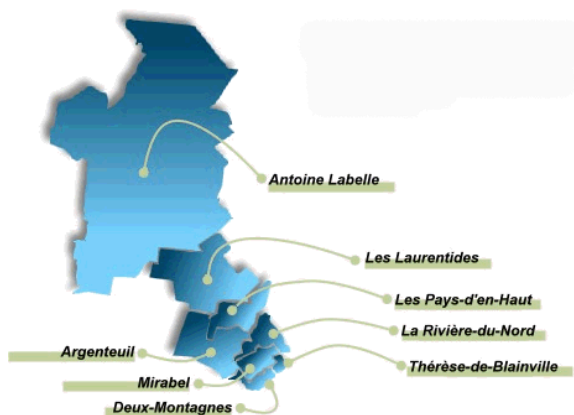 Antoine Labelle
Les Laurentides
Les Pays-d'en-Haut
La Rivière-du-Nord
Argenteuil
Thérèse-de-Blainville
Mirabel
Deux-Montagnes